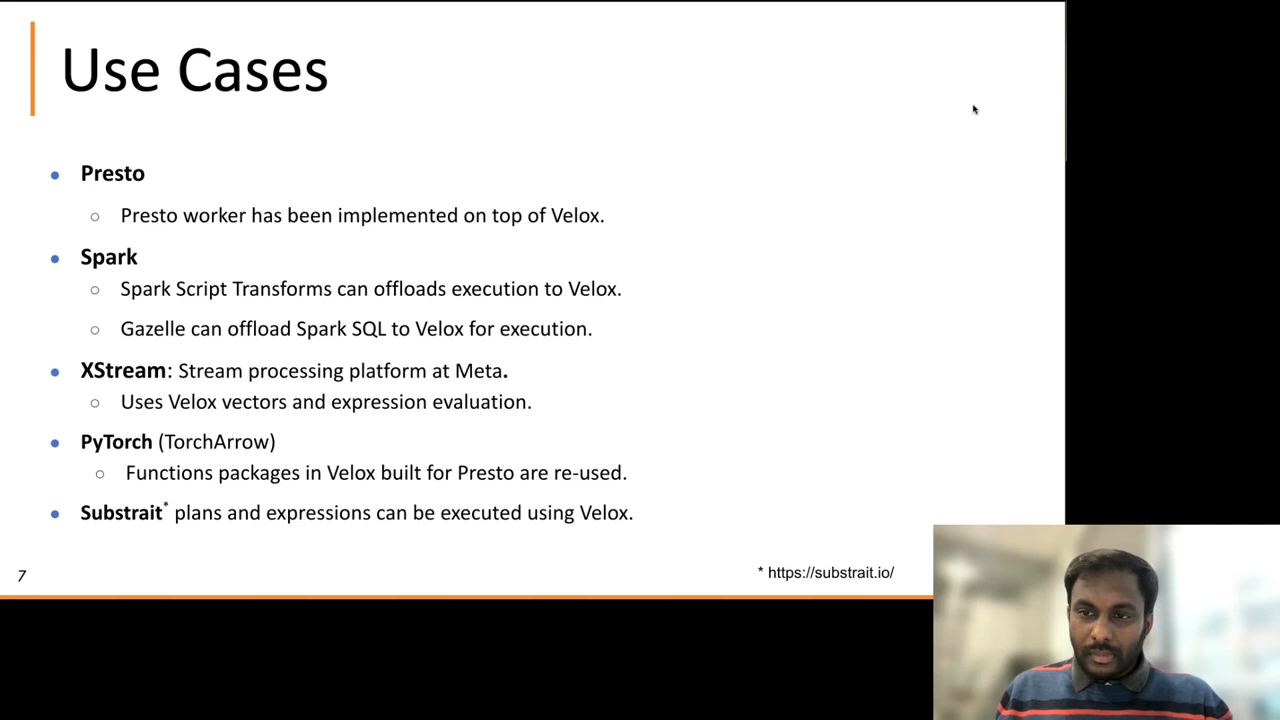 Use Cases
● Presto
○ Presto worker has been implemented on top of Velox.
● Spark
○ Spark Script Transforms can offloads execution to Velox.
○ Gazelle can offload Spark SQL to Velox for execution.
● XStream: Stream processing platform at Meta.
○ Uses Velox vectors and expression evaluation.
● PyTorch (TorchArrow)
○ Functions packages in Velox built for Presto are re-used.
● Substrait* plans and expressions can be executed using Velox.
7
* https://substrait.io/